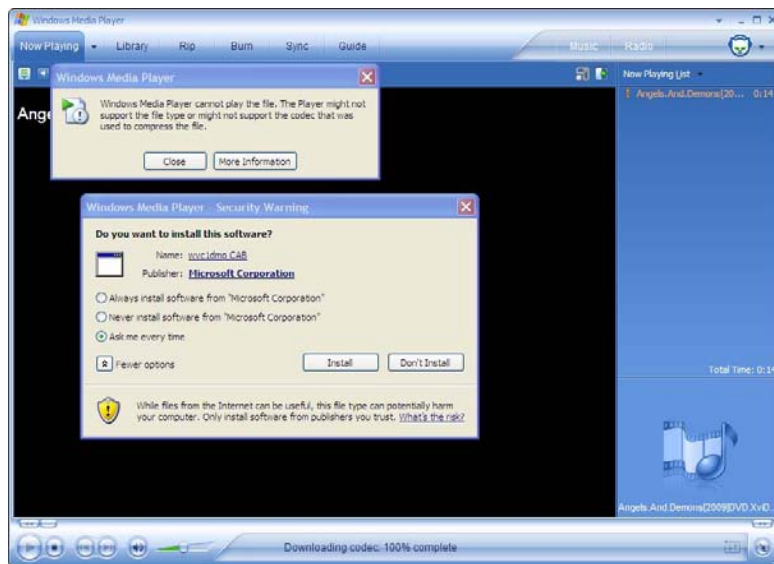 Windows Media Player
Now Playing Library Rip Burn Sync Guide Music Radio
Now Playing List
Ange
Angels.And.Demons[20... 0:14
Windows Media Player
Windows Media Player cannot play the file. The Player might not
support the file type or might not support the codec that was
used to compress the file.
Close More Information
Windows Media Player - Security Warning
Do you want to install this software?
Name: wvc1dmo.CAB
Publisher: Microsoft Corporation
Always install software from "Microsoft Corporation"
Never install software from "Microsoft Corporation"
Ask me every time
Fewer options Install Don't Install
While files from the Internet can be useful, this file type can potentially harm
your computer. Only install software from publishers you trust. What's the risk?
Total Time: 0:14
Angels.And.Demons[2009]DVD.XviD
Downloading codec: 100% complete